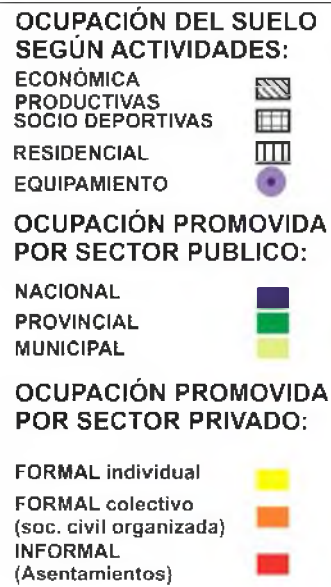 OCUPACIÓN DEL SUELO
SEGÚN ACTIVIDADES:
ECONÓMICA
PRODUCTIVAS
SOCIO DEPORTIVAS
RESIDENCIAL
EQUIPAMIENTO
OCUPACIÓN PROMOVIDA
POR SECTOR PUBLICO:
NACIONAL
PROVINCIAL
MUNICIPAL
OCUPACIÓN PROMOVIDA
POR SECTOR PRIVADO:
FORMAL individual
FORMAL colectivo
(soc. civil organizada)
INFORMAL
(Asentamientos)